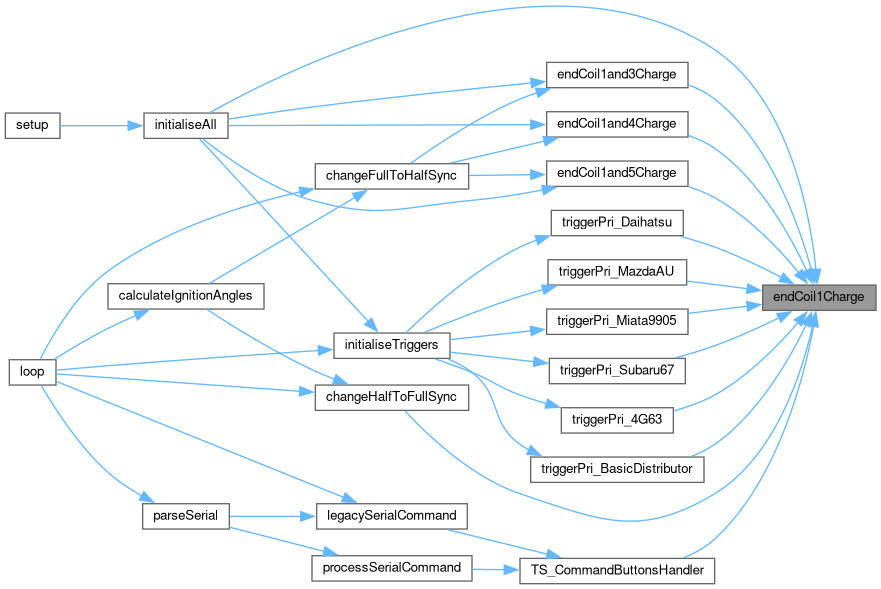 endCoil1and3Charge
setup
initialiseAll
endCoil1and4Charge
changeFullToHalfSync
endCoil1and5Charge
triggerPri_Daihatsu
triggerPri_MazdaAU
calculateIgnitionAngles
endCoil1Charge
triggerPri_Miata9905
initialiseTriggers
loop
triggerPri_Subaru67
changeHalfToFullSync
triggerPri_4G63
triggerPri_BasicDistributor
parseSerial
legacySerialCommand
processSerialCommand
TS_CommandButtonsHandler